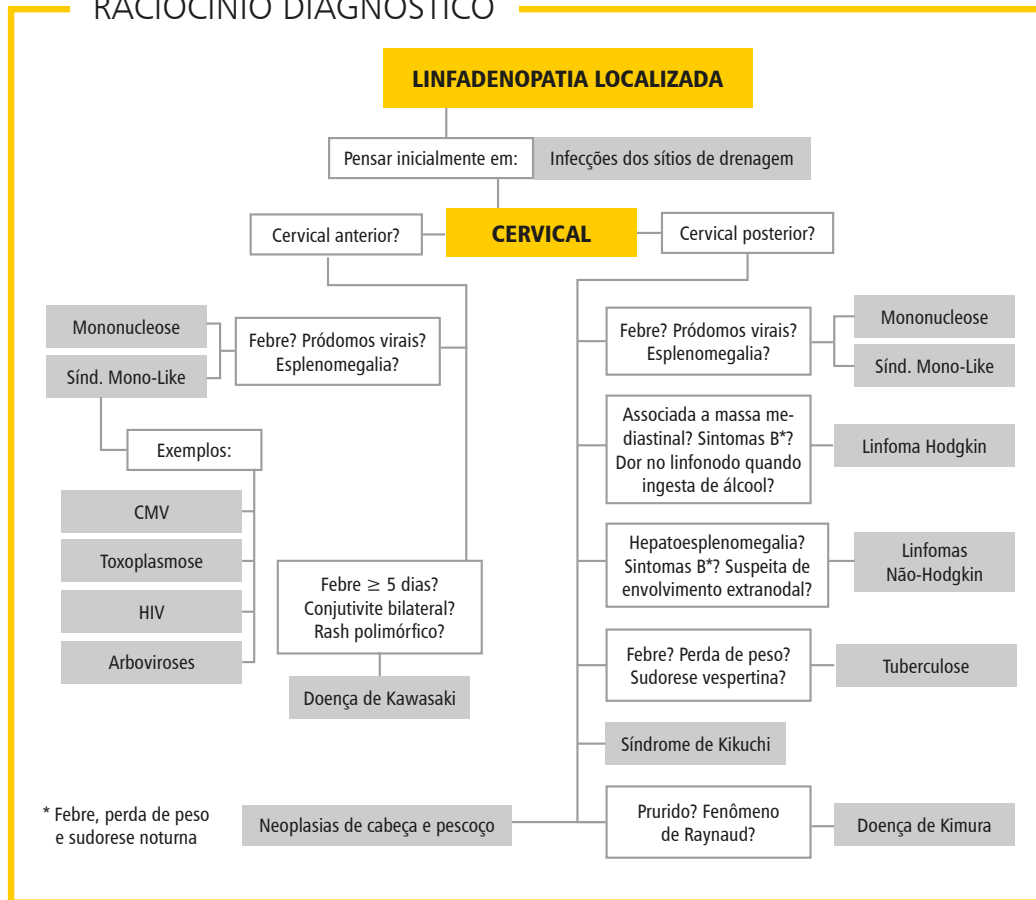 RACIOCÍNIO DIAGNÓSTICO
LINFADENOPATIA LOCALIZADA
Pensar inicialmente em:
Infecções dos sítios de drenagem
Cervical anterior?
CERVICAL
Cervical posterior?
Mononucleose
Sínd. Mono-Like
Febre? Pródomos virais?
Esplenomegalia?
Exemplos:
CMV
Toxoplasmose
HIV
Arboviroses
Febre ≥ 5 dias?
Conjutivite bilateral?
Rash polimórfico?
Doença de Kawasaki
Febre? Pródomos virais?
Esplenomegalia?
Mononucleose
Sínd. Mono-Like
Associada a massa me-
diastinal? Sintomas B*?
Dor no linfonodo quando
ingesta de álcool?
Linfoma Hodgkin
Hepatoesplenomegalia?
Sintomas B*? Suspeita de
envolvimento extranodal?
Linfomas
Não-Hodgkin
Febre? Perda de peso?
Sudorese vespertina?
Tuberculose
Síndrome de Kikuchi
Prurido? Fenômeno
de Raynaud?
Doença de Kimura
Neoplasias de cabeça e pescoço
* Febre, perda de peso
e sudorese noturna